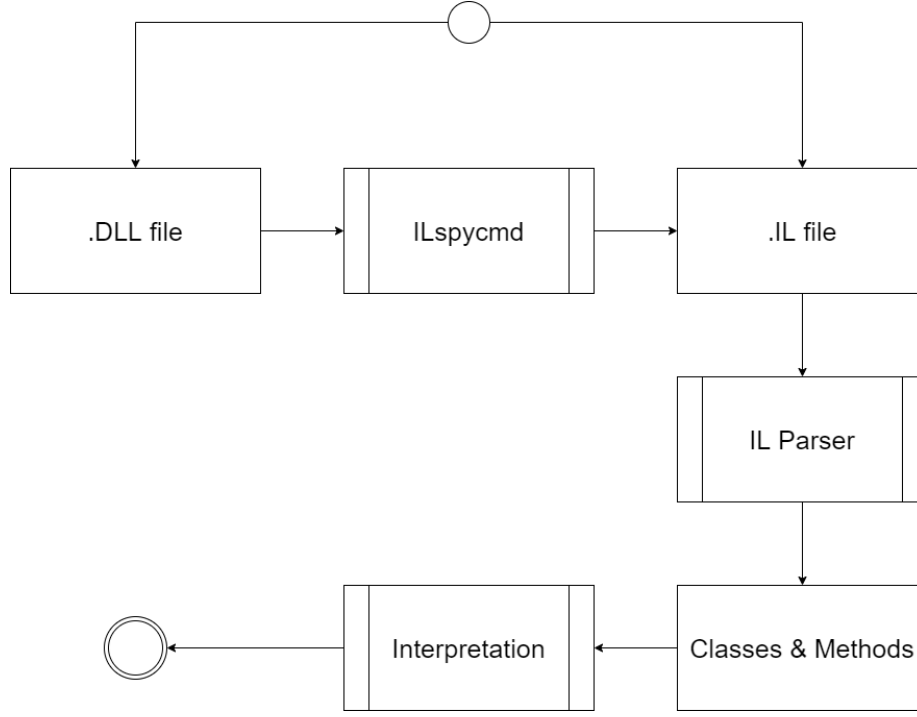 .DLL file
ILspycmd
.IL file
IL Parser
Interpretation
Classes & Methods